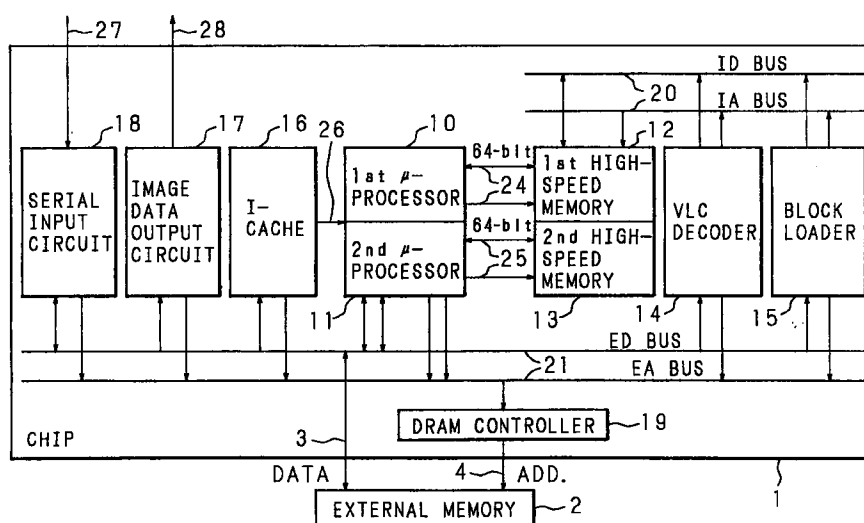 27
28
ID BUS
20
IA BUS
18
17
16
10
12
26
SERIAL
INPUT
CIRCUIT
IMAGE
DATA
OUTPUT
CIRCUIT
I-
CACHE
1st μ-
PROCESSOR
2nd μ-
PROCESSOR
64-bit
24
64-bit
25
1st HIGH-
SPEED
MEMORY
2nd HIGH-
SPEED
MEMORY
VLC
DECODER
BLOCK
LOADER
11
13
14
15
ED BUS
21
EA BUS
DRAM CONTROLLER
19
CHIP
3
DATA
4
ADD.
1
EXTERNAL MEMORY
2